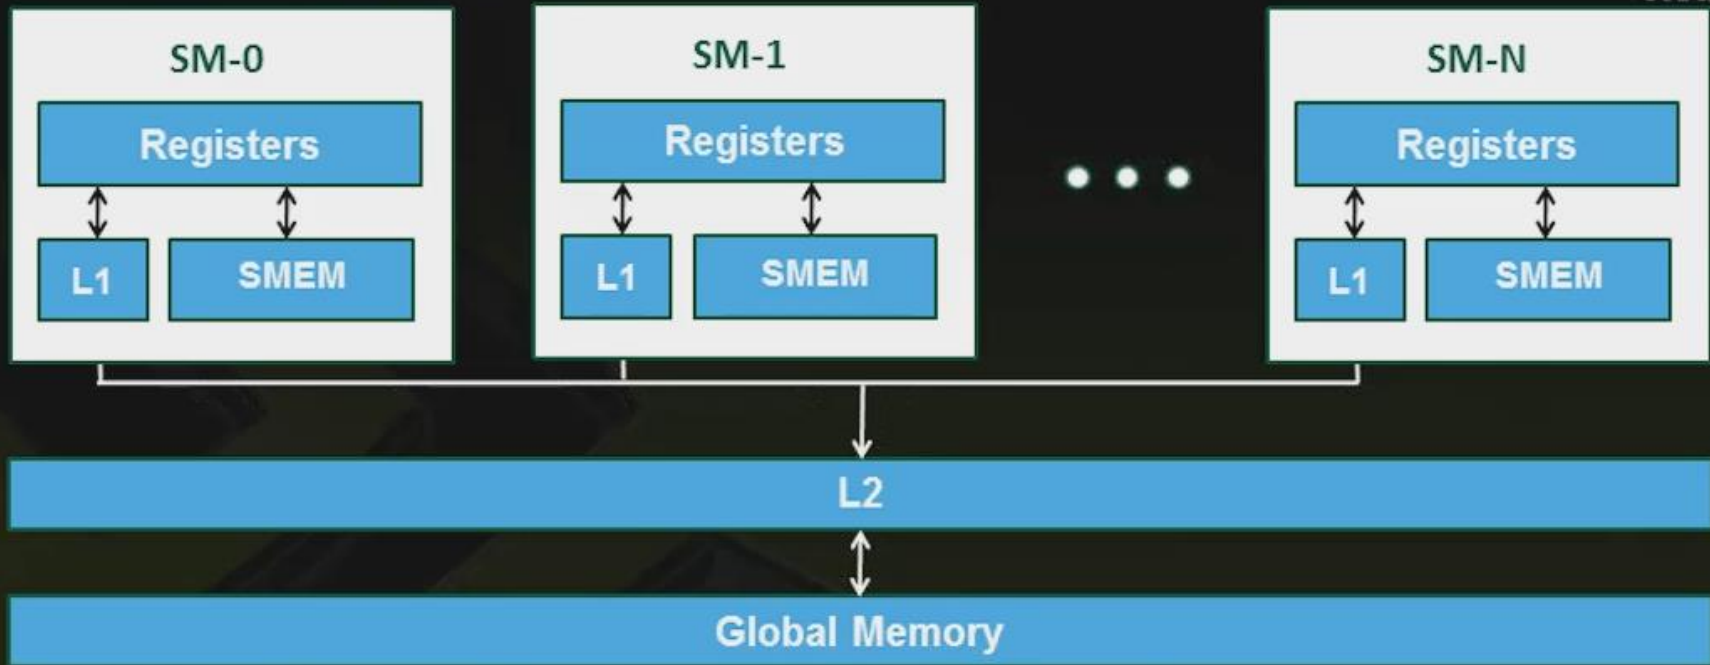 SM-0
Registers
L1
SMEM
SM-1
Registers
L1
SMEM
SM-N
Registers
L1
SMEM
L2
Global Memory